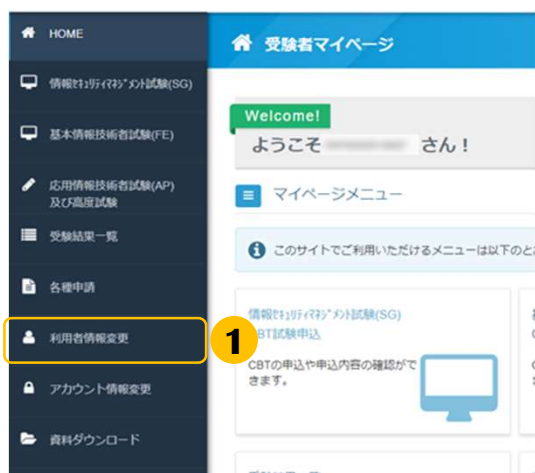 HOME
情報セキュリティマネジメント試験(SG)
基本情報技術者試験(FE)
応用情報技術者試験(AP)
及び高度試験
受験結果一覧
各種申請
利用者情報変更
アカウント情報変更
資料ダウンロード
受験者マイページ
Welcome!
ようこそ さん！
マイページメニュー
このサイトでご利用いただけるメニューは以下のと
情報セキュリティマネジメント試験(SG)
1
BT試験申込
CBTの申込や申込内容の確認がで
きます。